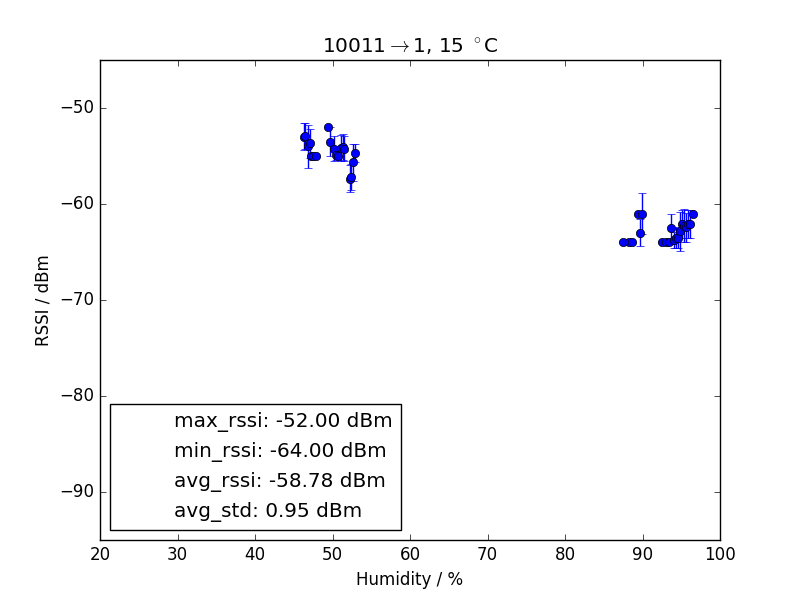 10011→1, 15 °C
−50
−60
−70
−80
−90
RSSI / dBm
max_rssi: -52.00 dBm
min_rssi: -64.00 dBm
avg_rssi: -58.78 dBm
avg_std: 0.95 dBm
20 30 40 50 60 70 80 90 100
Humidity / %